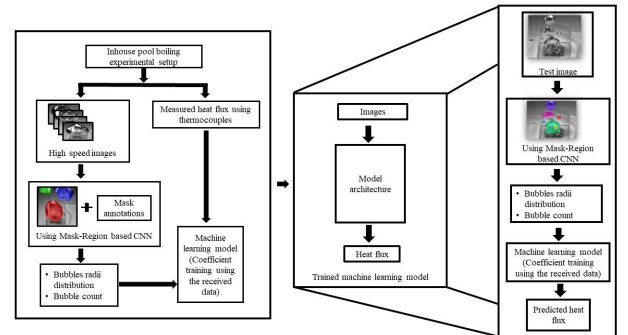 Inhouse pool boiling
experimental setup
High speed images
Measured heat flux using
thermocouples
Mask
annotations
Using Mask-Region based CNN
• Bubbles radii
distribution
• Bubble count
Machine
learning model
(Coefficient
training using
the received
data)
Images
Model
architecture
Heat flux
Trained machine learning model
Test image
Using Mask-Region
based CNN
• Bubbles radii
distribution
• Bubble count
Machine learning model
(Coefficient training
using the received data)
Predicted heat
flux